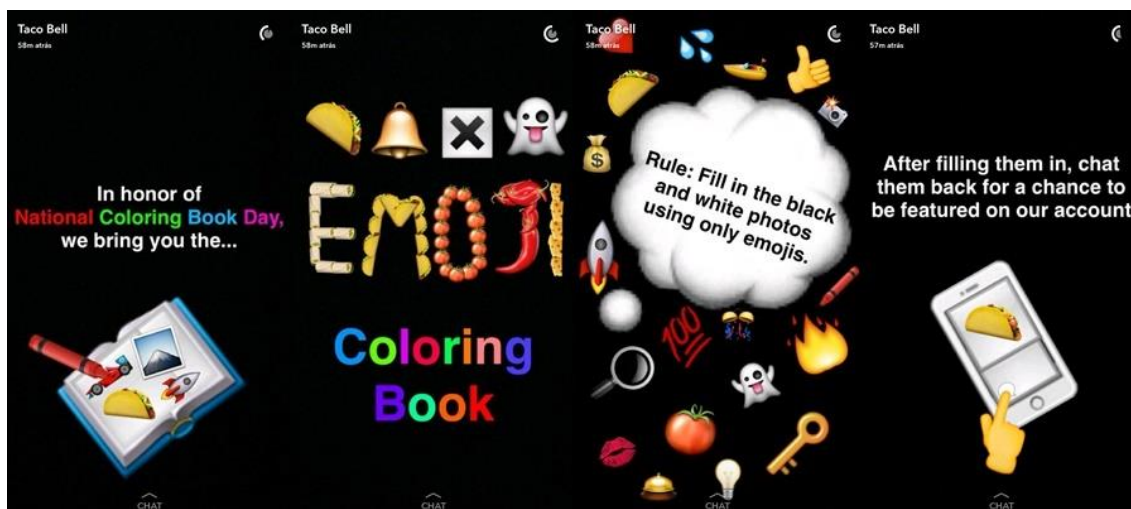 Taco Bell
58m atrás
In honor of
National Coloring Book Day,
we bring you the...
CHAT
Taco Bell
58m atrás
EMOJI
Coloring
Book
CHAT
Taco Bell
58m atrás
Rule: Fill in the black
and white photos
using only emojis.
100
$
CHAT
Taco Bell
57m atrás
After filling them in, chat
them back for a chance to
be featured on our account
CHAT